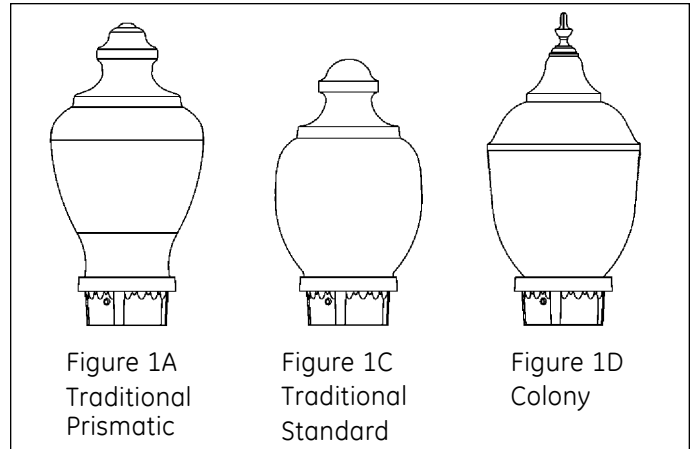 Figure 1A
Traditional
Prismatic
Figure 1C
Traditional
Standard
Figure 1D
Colony